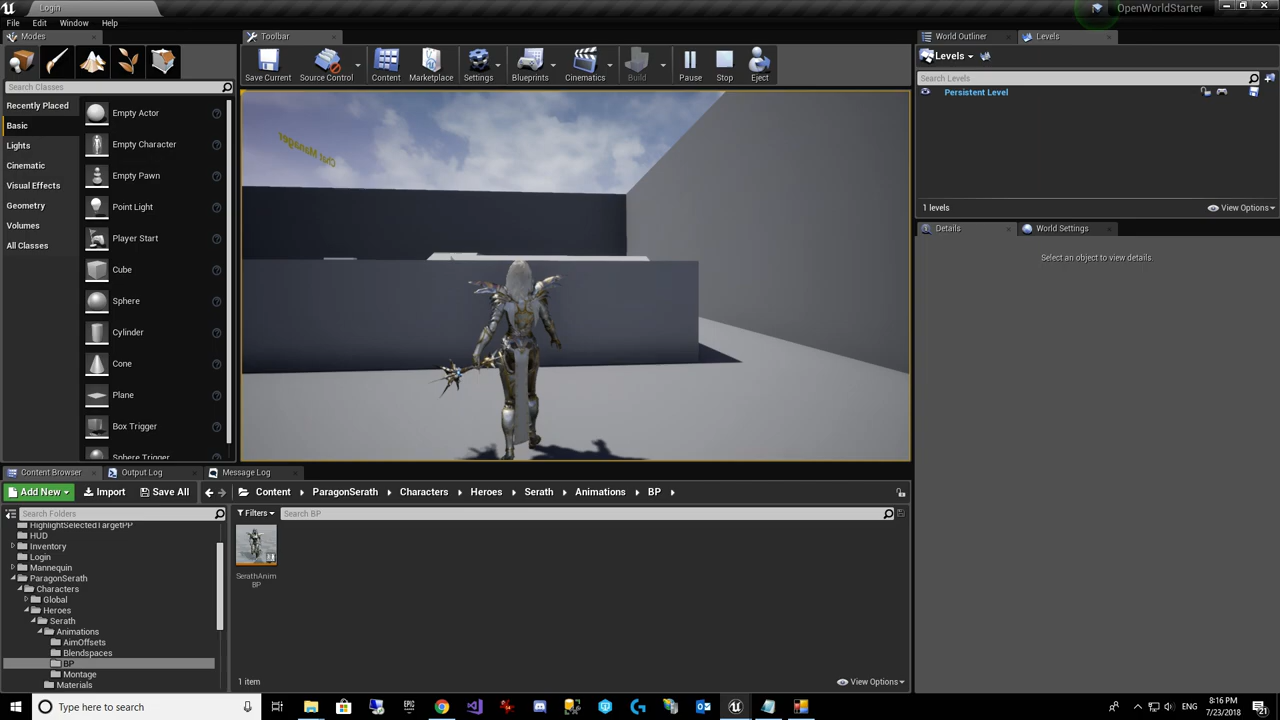 Login
OpenWorldStarter
File Edit Window Help
Modes
Toolbar
World Outliner
Levels
Save Current
Source Control
Content
Marketplace
Settings
Blueprints
Cinematics
Build
Pause
Stop
Eject
Levels
Search Classes
Search Levels
Persistent Level
Recently Placed
Basic
Lights
Cinematic
Visual Effects
Geometry
Volumes
All Classes
Empty Actor
Empty Character
Empty Pawn
Point Light
Player Start
Cube
Sphere
Cylinder
Cone
Plane
Box Trigger
Sphere Trigger
Chat Manager
1 levels
View Options
Details
World Settings
Select an object to view details.
Content Browser
Output Log
Message Log
Add New
Import
Save All
Content
ParagonSerath
Characters
Heroes
Serath
Animations
BP
Search Folders
Filters
Search BP
HighlightSelectedTargetPP
HUD
Inventory
Login
Mannequin
ParagonSerath
Characters
Global
Heroes
Serath
Animations
AimOffsets
Blendspaces
BP
Montage
Materials
SerathAnim
BP
1 item
View Options
Type here to search
EPIC
8:16 PM
7/23/2018